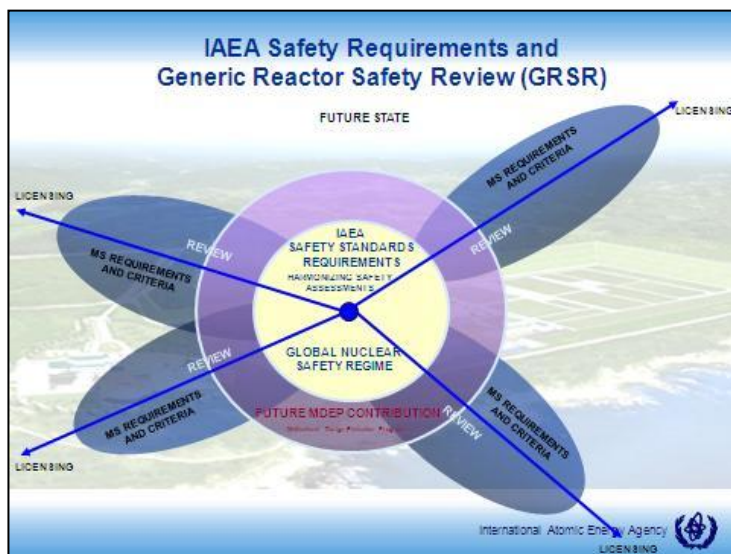 IAEA Safety Requirements and
Generic Reactor Safety Review (GRSR)
FUTURE STATE
LICENSING
MS REQUIREMENTS
AND CRITERIA
REVIEW
LICENSING
MS REQUIREMENTS
AND CRITERIA
REVIEW
IAEA
SAFETY STANDARDS
REQUIREMENTS
HARMONIZING SAFETY
ASSESSMENTS
GLOBAL NUCLEAR
SAFETY REGIME
REVIEW
MS REQUIREMENTS
AND CRITERIA
LICENSING
FUTURE MDEP CONTRIBUTION
REVIEW
MS REQUIREMENTS
AND CRITERIA
LICENSING
International Atomic Energy Agency